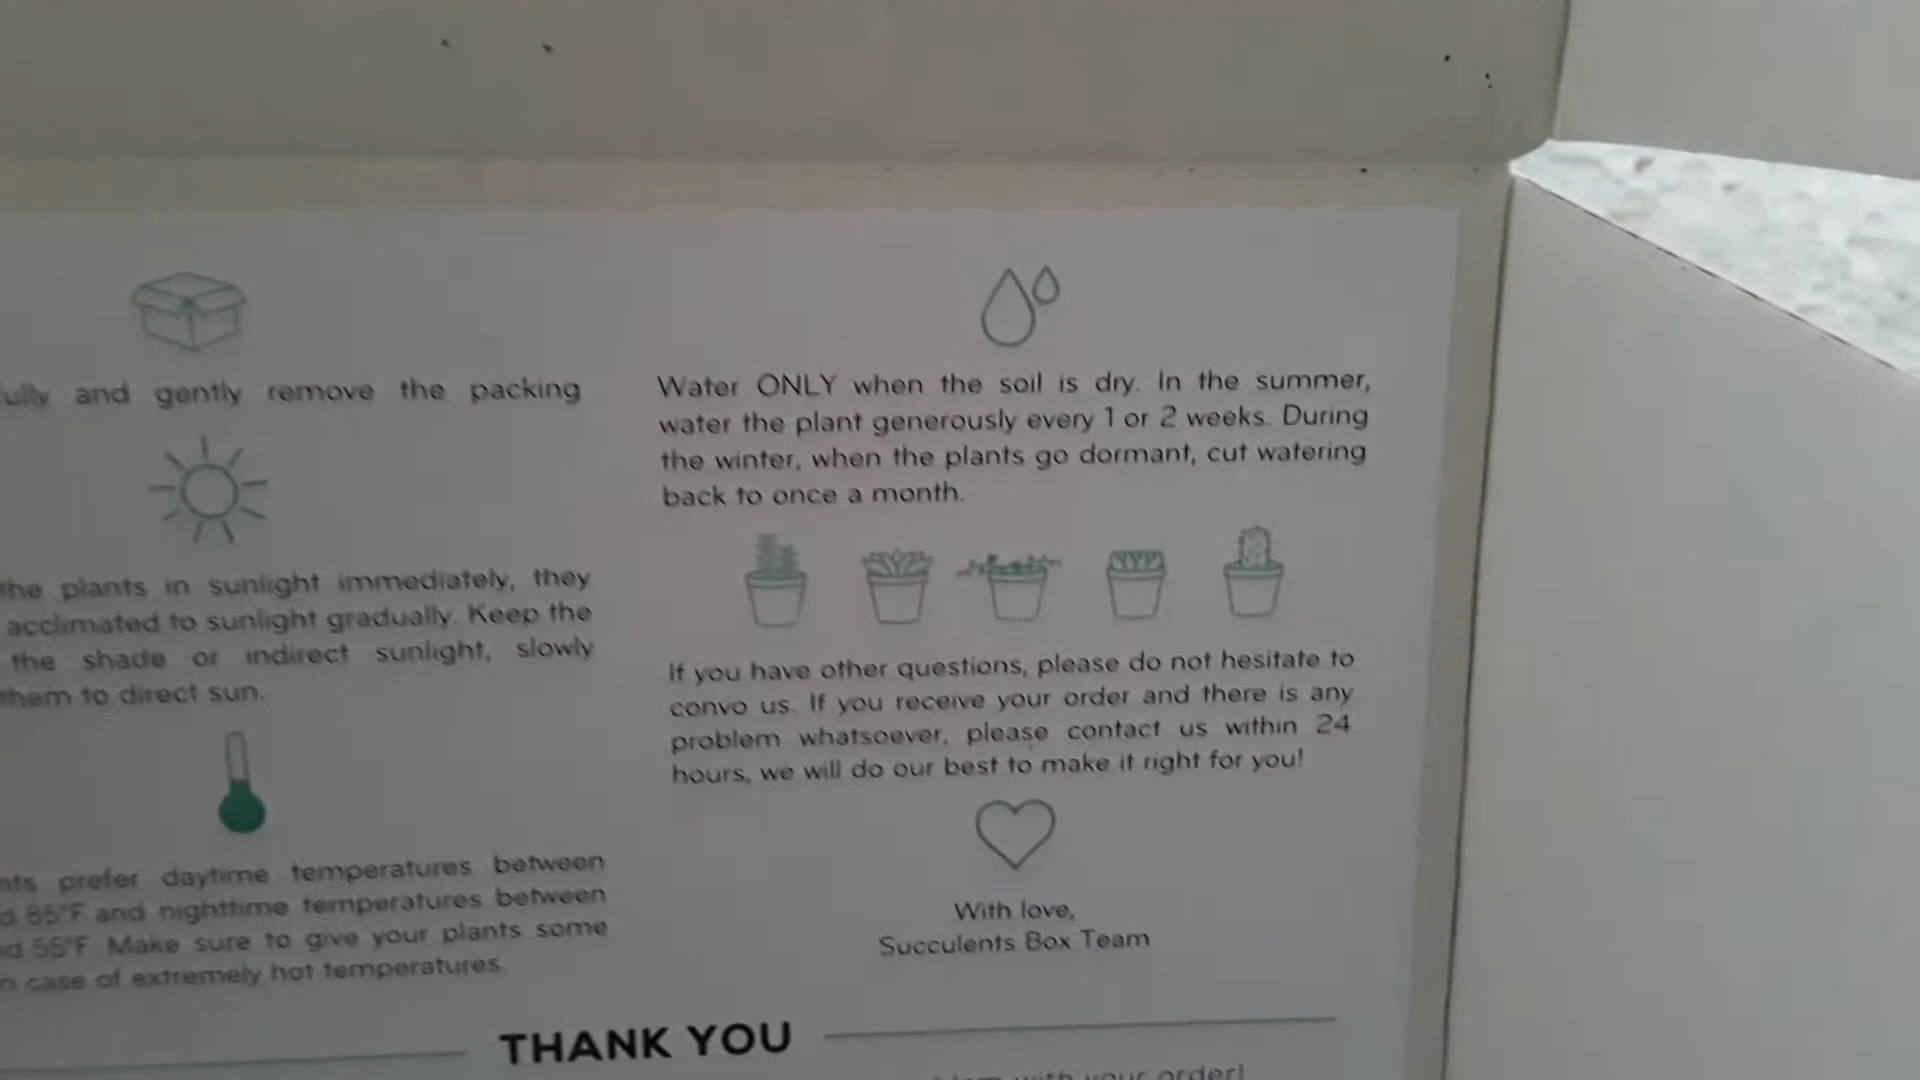 and gently remove the packing
the plants in sunlight immediately, they
acclimated to sunlight gradually. Keep the
the shade or indirect sunlight, slowly
them to direct sun.
prefer daytime temperatures between
85°F and nighttime temperatures between
55°F. Make sure to give your plants some
case of extremely hot temperatures.
Water ONLY when the soil is dry. In the summer,
water the plant generously every 1 or 2 weeks. During
the winter, when the plants go dormant, cut watering
back to once a month.
If you have other questions, please do not hesitate to
convo us. If you receive your order and there is any
problem whatsoever, please contact us within 24
hours, we will do our best to make it right for you!
With love,
Succulents Box Team
THANK YOU
with your order!